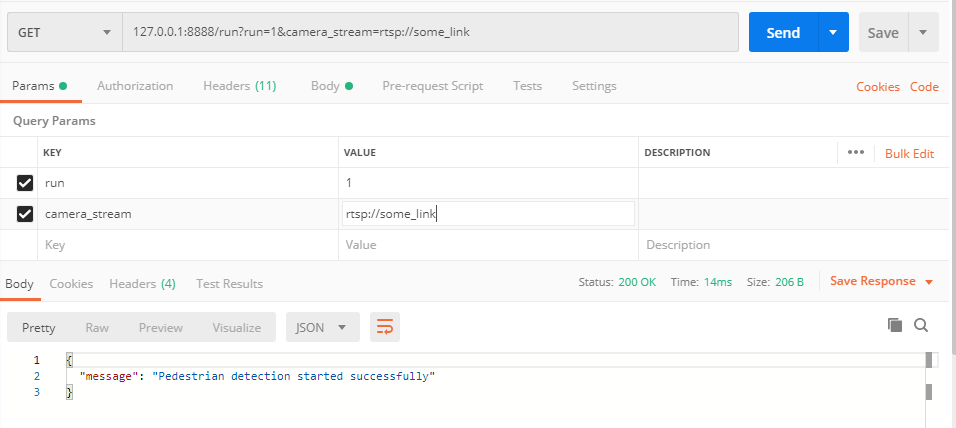 GET 127.0.0.1:8888/run?run=1&camera_stream=rtsp://some_link Send Save
Params Authorization Headers (11) Body Pre-request Script Tests Settings Cookies Code
Query Params
KEY VALUE DESCRIPTION ••• Bulk Edit
run 1
camera_stream rtsp://some_link
Key Value Description
Body Cookies Headers (4) Test Results Status: 200 OK Time: 14ms Size: 206 B Save Response
Pretty Raw Preview Visualize JSON
1 {
2 "message": "Pedestrian detection started successfully"
3 }